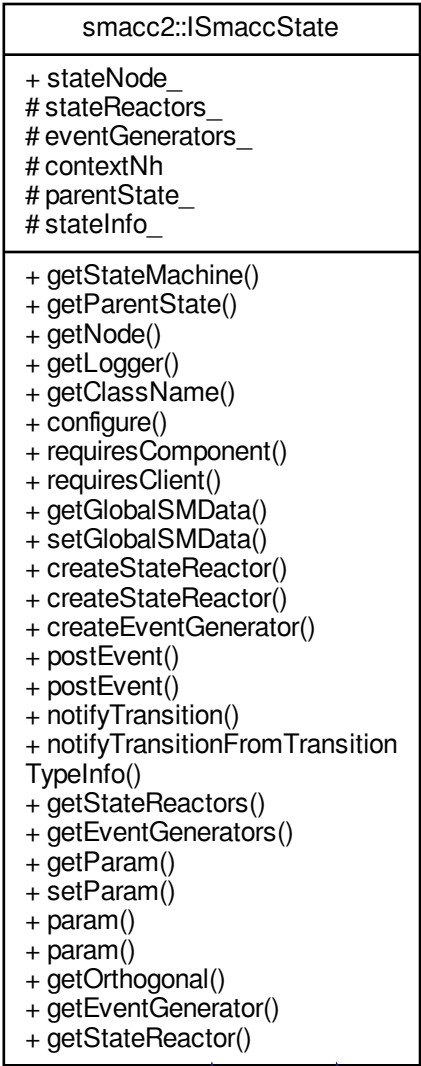 smacc2::ISmaccState
+ stateNode_
# stateReactors_
# eventGenerators_
# contextNh
# parentState_
# stateInfo_
+ getStateMachine()
+ getParentState()
+ getNode()
+ getLogger()
+ getClassName()
+ configure()
+ requiresComponent()
+ requiresClient()
+ getGlobalSMData()
+ setGlobalSMData()
+ createStateReactor()
+ createStateReactor()
+ createEventGenerator()
+ postEvent()
+ postEvent()
+ notifyTransition()
+ notifyTransitionFromTransition
TypeInfo()
+ getStateReactors()
+ getEventGenerators()
+ getParam()
+ setParam()
+ param()
+ param()
+ getOrthogonal()
+ getEventGenerator()
+ getStateReactor()